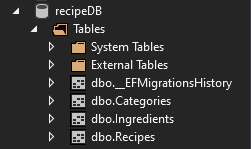 recipeDB
Tables
System Tables
External Tables
dbo.__EFMigrationsHistory
dbo.Categories
dbo.Ingredients
dbo.Recipes